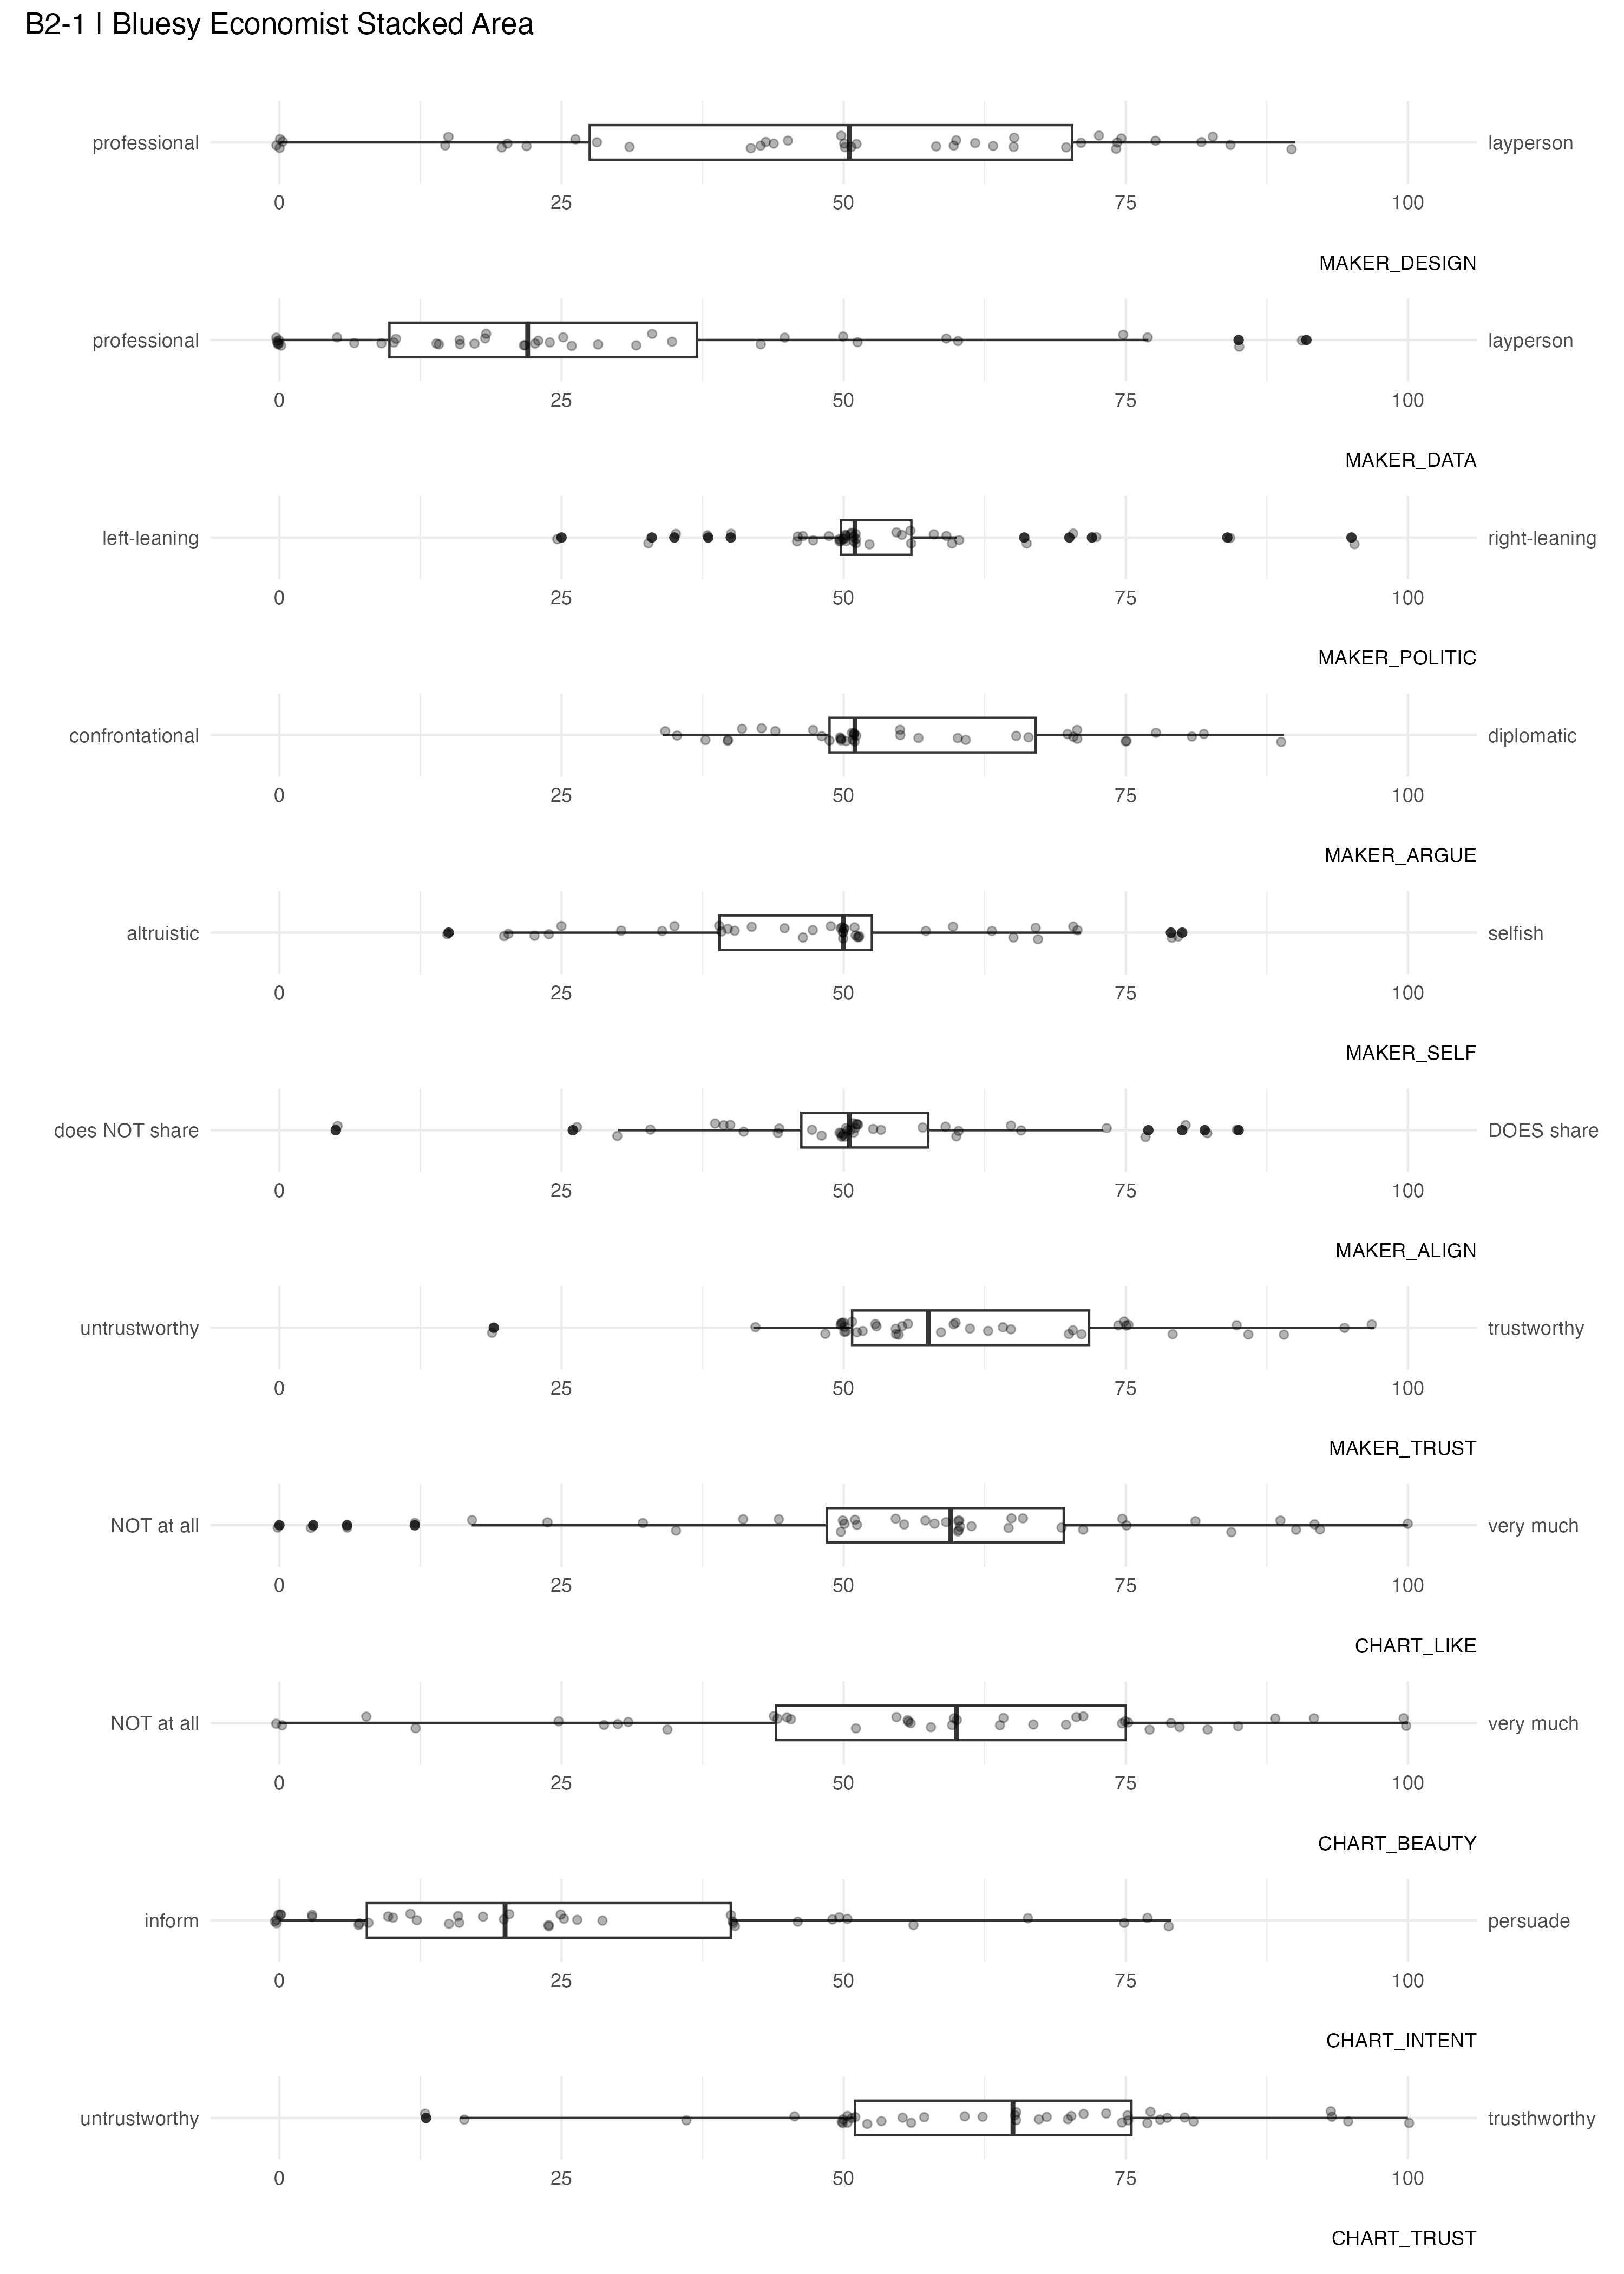 B2-1 | Bluesy Economist Stacked Area
professional layperson
0 25 50 75 100
MAKER_DESIGN
professional layperson
0 25 50 75 100
MAKER_DATA
left-leaning right-leaning
0 25 50 75 100
MAKER_POLITIC
confrontational diplomatic
0 25 50 75 100
MAKER_ARGUE
altruistic selfish
0 25 50 75 100
MAKER_SELF
does NOT share DOES share
0 25 50 75 100
MAKER_ALIGN
untrustworthy trustworthy
0 25 50 75 100
MAKER_TRUST
NOT at all very much
0 25 50 75 100
CHART_LIKE
NOT at all very much
0 25 50 75 100
CHART_BEAUTY
inform persuade
0 25 50 75 100
CHART_INTENT
untrustworthy trusthworthy
0 25 50 75 100
CHART_TRUST